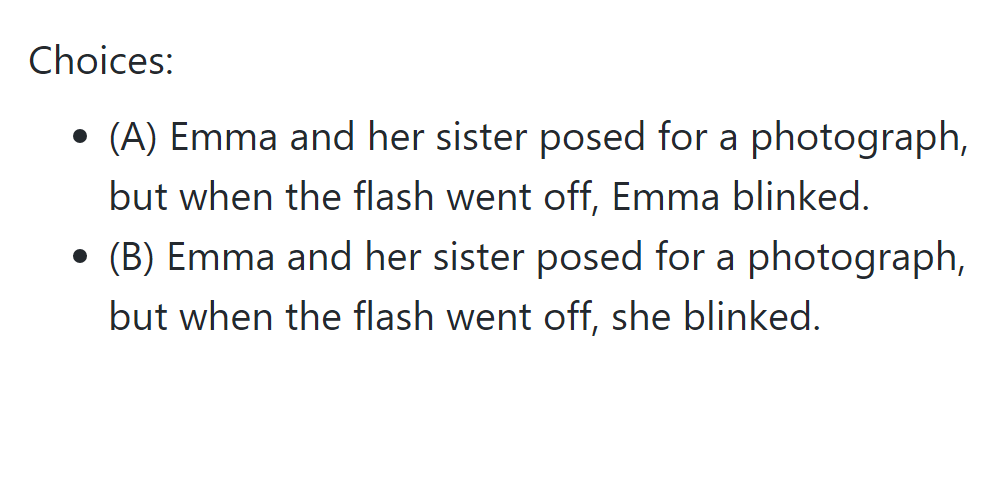 Choices:
• (A) Emma and her sister posed for a photograph,
but when the flash went off, Emma blinked.
• (B) Emma and her sister posed for a photograph,
but when the flash went off, she blinked.